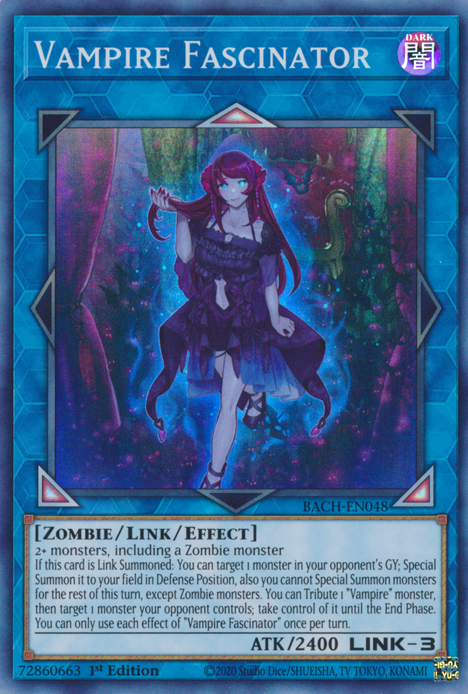 VAMPIRE FASCINATOR
DARK
闇
BACH-EN048
[ZOMBIE/LINK/EFFECT]
2+ monsters, including a Zombie monster
If this card is Link Summoned: You can target 1 monster in your opponent's GY; Special
Summon it to your field in Defense Position, also you cannot Special Summon monsters
for the rest of this turn, except Zombie monsters. You can Tribute 1 "Vampire" monster,
then target 1 monster your opponent controls; take control of it until the End Phase.
You can only use each effect of "Vampire Fascinator" once per turn.
ATK/2400 LINK-3
72860663 1st Edition ©2020 Studio Dice/SHUEISHA, TV TOKYO, KONAMI